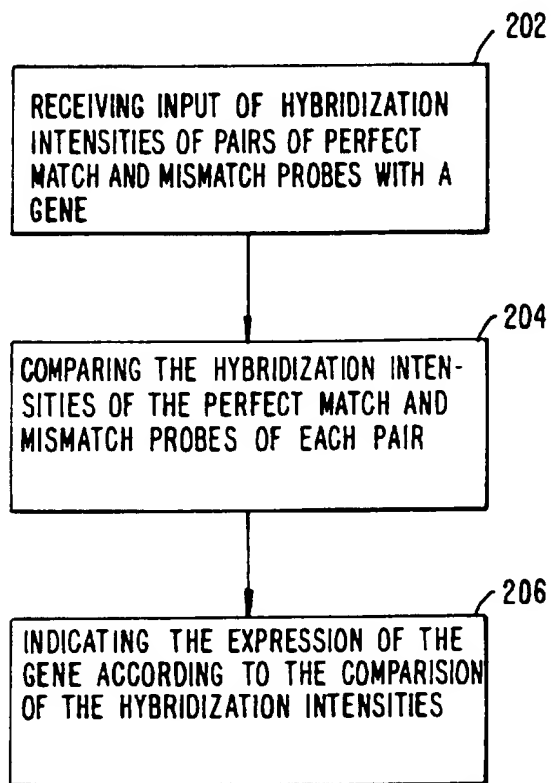 202
RECEIVING INPUT OF HYBRIDIZATION
INTENSITIES OF PAIRS OF PERFECT
MATCH AND MISMATCH PROBES WITH A
GENE
204
COMPARING THE HYBRIDIZATION INTEN-
SITIES OF THE PERFECT MATCH AND
MISMATCH PROBES OF EACH PAIR
206
INDICATING THE EXPRESSION OF THE
GENE ACCORDING TO THE COMPARISION
OF THE HYBRIDIZATION INTENSITIES